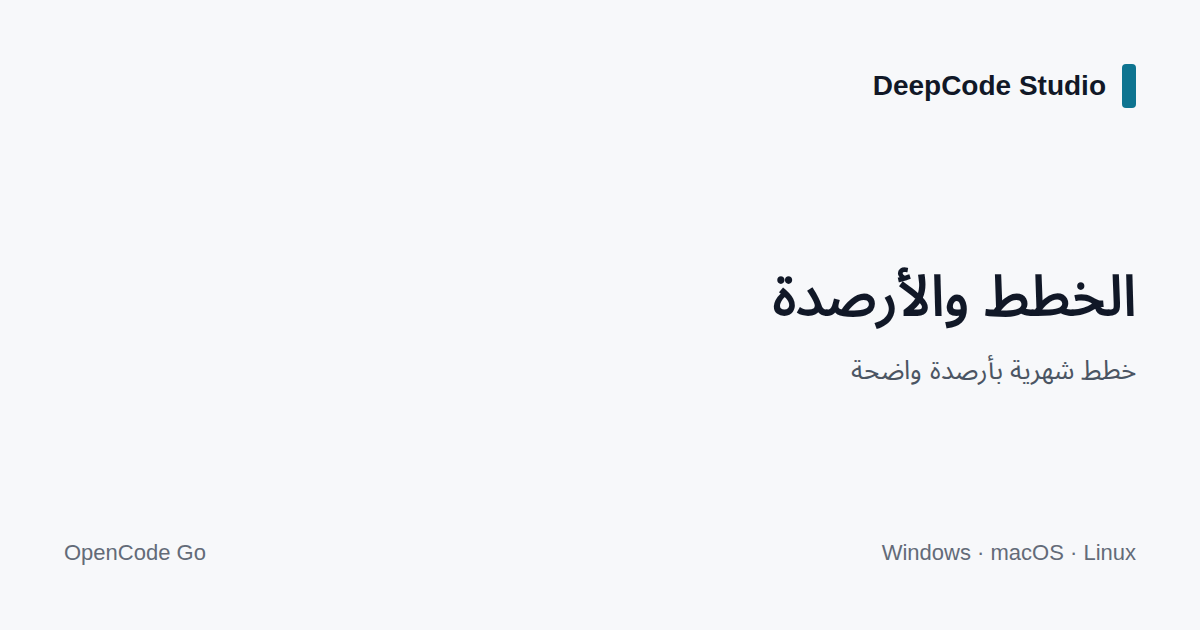 DeepCode Studio
الخطط والأرصدة
خطط شهرية بأرصدة واضحة
Windows · macOS · Linux
OpenCode Go